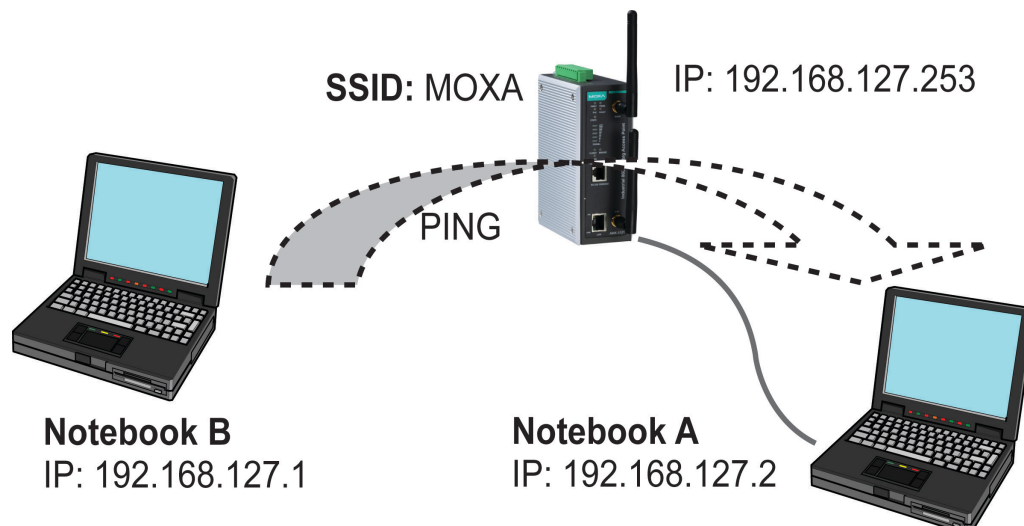 SSID: MOXA
IP: 192.168.127.253
MOXA
PING
Notebook B
IP: 192.168.127.1
Notebook A
IP: 192.168.127.2